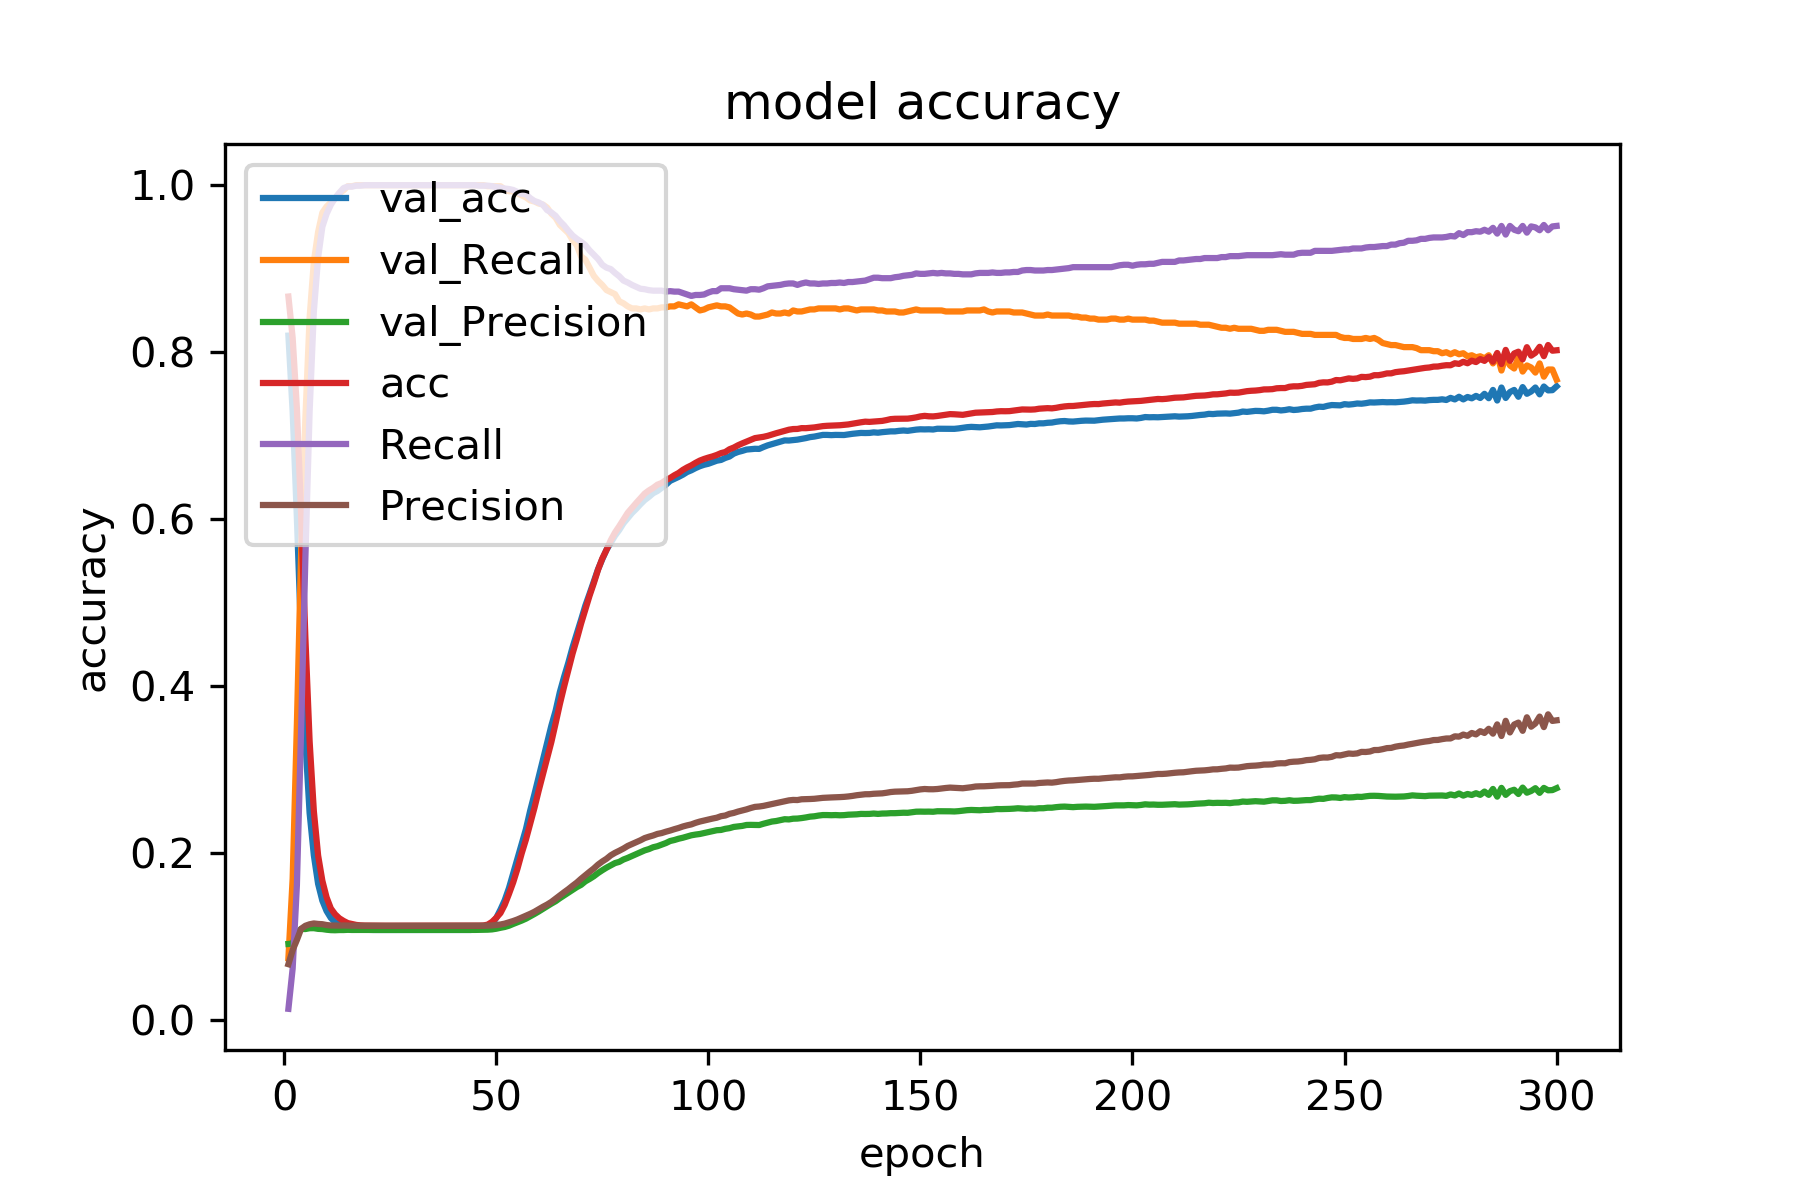 model accuracy
1.0
0.8
0.6
0.4
0.2
0.0
accuracy
val_acc
val_Recall
val_Precision
acc
Recall
Precision
0 50 100 150 200 250 300
epoch